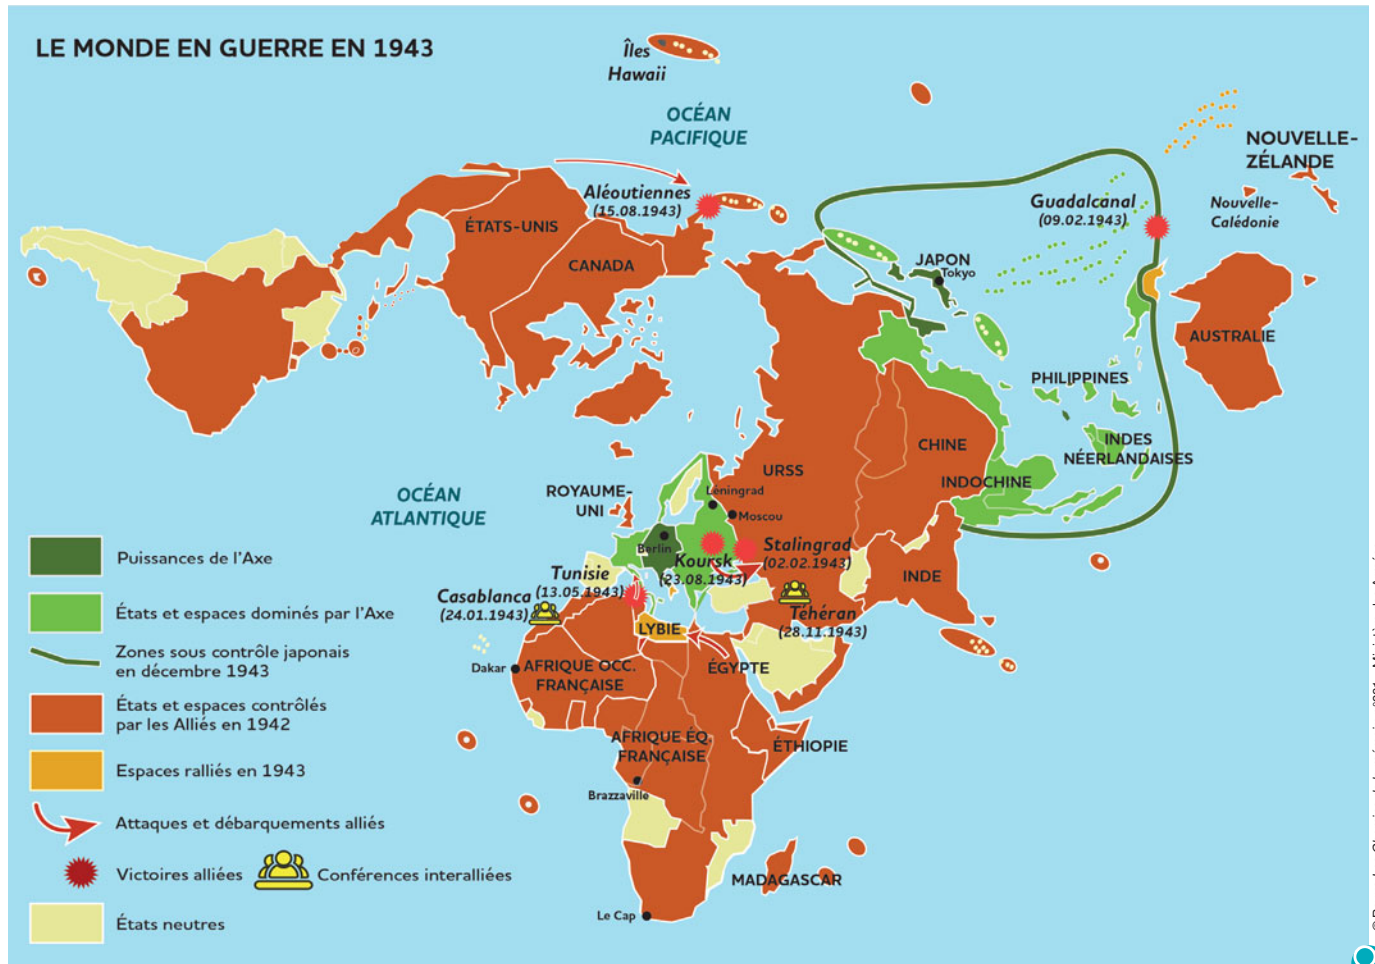 LE MONDE EN GUERRE EN 1943
Îles
Hawaii
OCÉAN
PACIFIQUE
NOUVELLE-
ZÉLANDE
Nouvelle-
Calédonie
Aléoutiennes
(15.08.1943)
Guadalcanal
(09.02.1943)
ÉTATS-UNIS
CANADA
JAPON
Tokyo
AUSTRALIE
PHILIPPINES
INDES
NÉERLANDAISES
CHINE
INDOCHINE
URSS
OCÉAN
ATLANTIQUE
ROYAUME-
UNI
Léningrad
Moscou
Berlin
Koursk
(23.08.1943)
Stalingrad
(02.02.1943)
Tunisie
(13.05.1943)
Casablanca
(24.01.1943)
Téhéran
(28.11.1943)
INDE
LYBIE
ÉGYPTE
Dakar
AFRIQUE OCC.
FRANÇAISE
AFRIQUE ÉQ.
FRANÇAISE
ÉTHIOPIE
Brazzaville
MADAGASCAR
Le Cap
Puissances de l'Axe
États et espaces dominés par l'Axe
Zones sous contrôle japonais
en décembre 1943
États et espaces contrôlés
par les Alliés en 1942
Espaces ralliés en 1943
Attaques et débarquements alliés
Victoires alliées
Conférences interalliées
États neutres